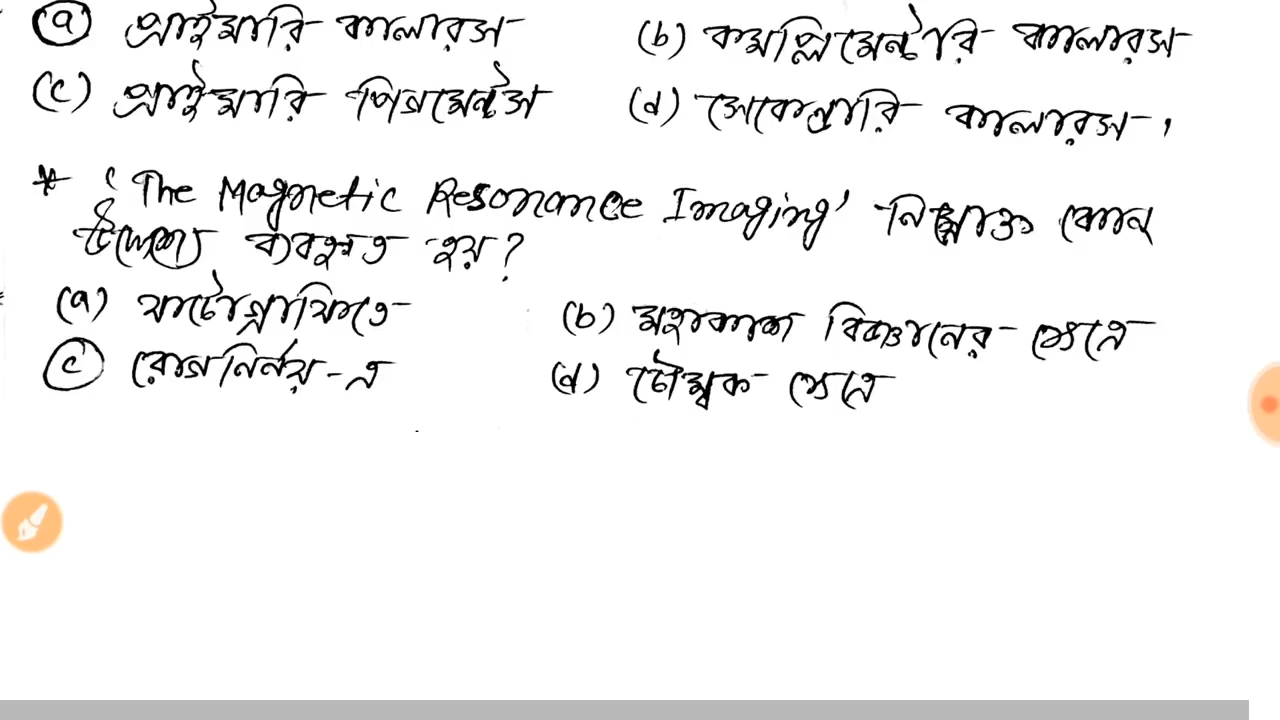 (a) প্রাইমারি কালারস (b) কমপ্লিমেন্টারি কালারস
(c) প্রাইমারি পিগমেন্টস (d) সেকেণ্ডারি কালারস।
* 'The Magnetic Resonance Imaging' নিম্নোক্ত কোন্
উদ্দেশ্যে ব্যবহৃত হয়?
(a) ফটোগ্রাফিতে (b) মহাকাশ বিজ্ঞানের ক্ষেত্রে
(c) রোগনির্নয়-এ (d) চৌম্বক ক্ষেত্রে